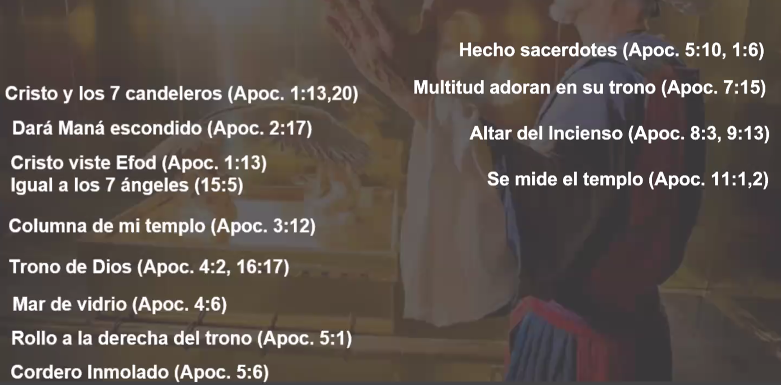 Cristo y los 7 candeleros (Apoc. 1:13,20)
Dará Maná escondido (Apoc. 2:17)
Cristo viste Efod (Apoc. 1:13)
Igual a los 7 ángeles (15:5)
Columna de mi templo (Apoc. 3:12)
Trono de Dios (Apoc. 4:2, 16:17)
Mar de vidrio (Apoc. 4:6)
Rollo a la derecha del trono (Apoc. 5:1)
Cordero Inmolado (Apoc. 5:6)
Hecho sacerdotes (Apoc. 5:10, 1:6)
Multitud adoran en su trono (Apoc. 7:15)
Altar del Incienso (Apoc. 8:3, 9:13)
Se mide el templo (Apoc. 11:1,2)